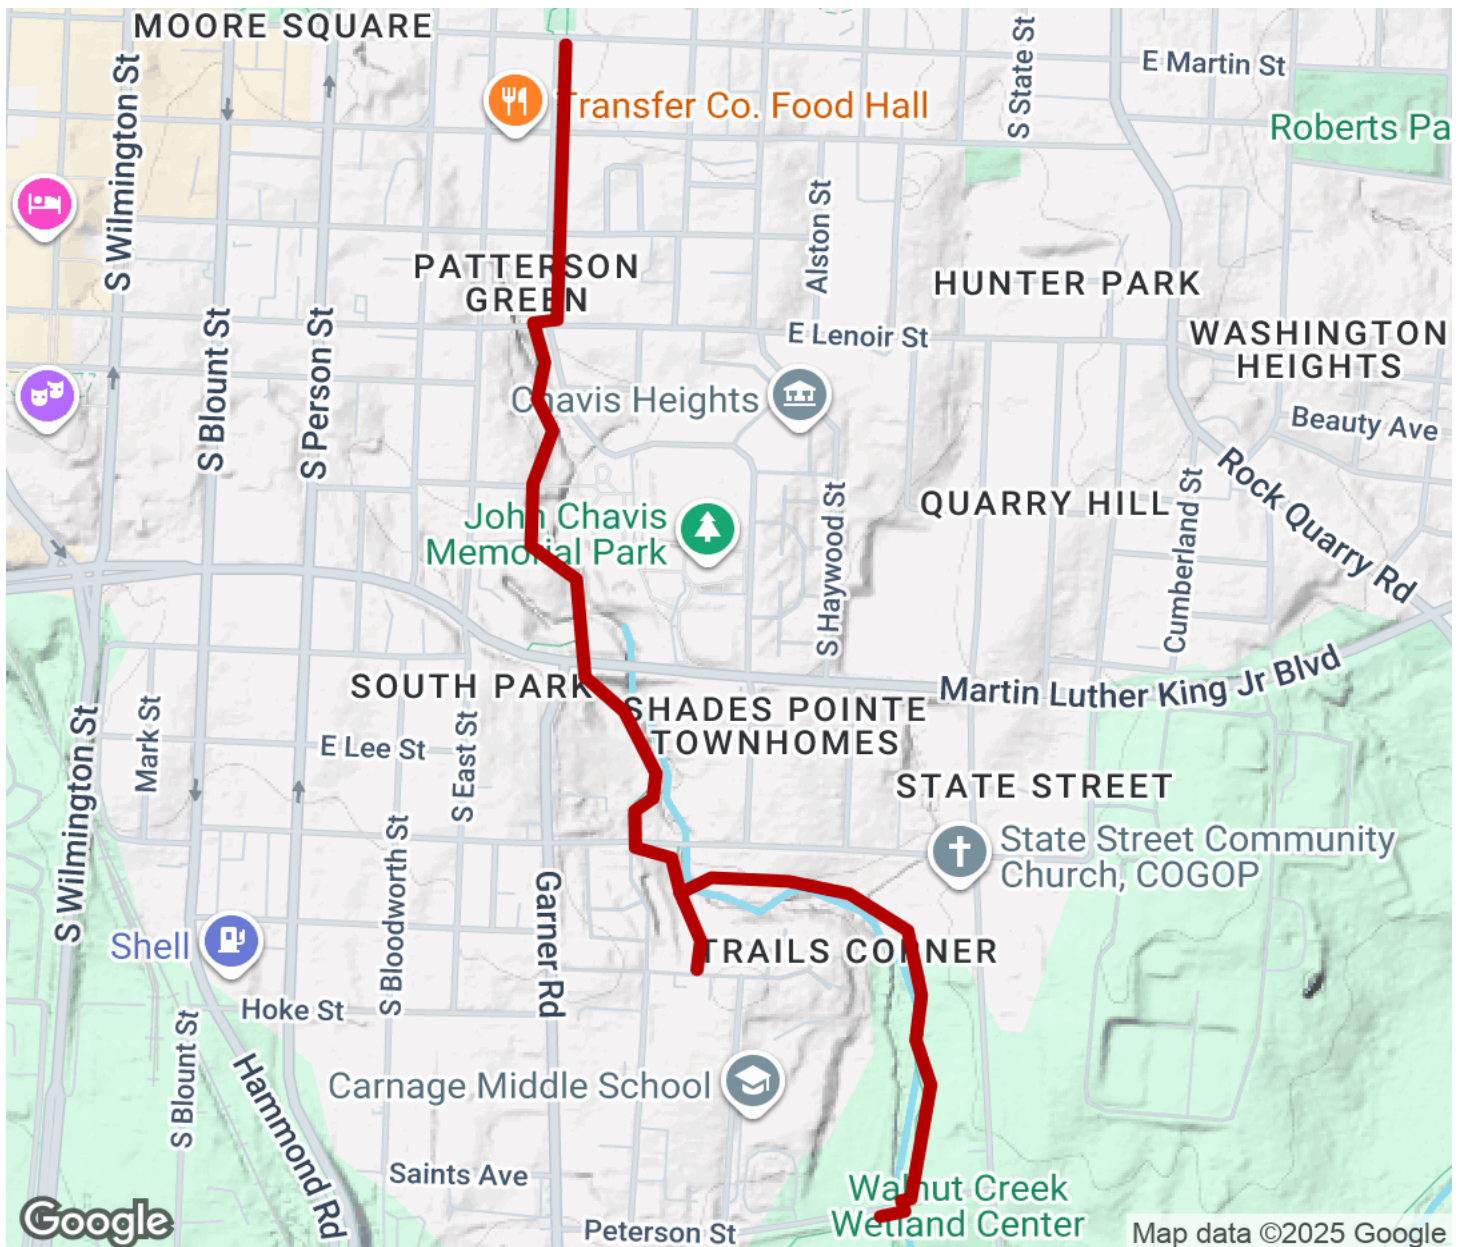 MOORE SQUARE
E Martin St
S State St
S Wilmington St
Transfer Co. Food Hall
Roberts Pa
Alston St
PATTERSON
GREEN
HUNTER PARK
S Blount St
S Person St
E Lenoir St
WASHINGTON
HEIGHTS
Chavis Heights
Beauty Ave
Rock Quarry Rd
Cumberland St
QUARRY HILL
John Chavis
Memorial Park
S Haywood St
Martin Luther King Jr Blvd
SOUTH PARK
SHADES POINTE
TOWNHOMES
Mark St
E Lee St
S East St
STATE STREET
S Wilmington St
State Street Community
Church, COGOP
S Bloodworth St
Garner Rd
Shell
TRAILS CORNER
Hoke St
S Blount St
Hammond Rd
Carnage Middle School
Saints Ave
Walnut Creek
Wetland Center
Peterson St
Google
Map data ©2025 Google